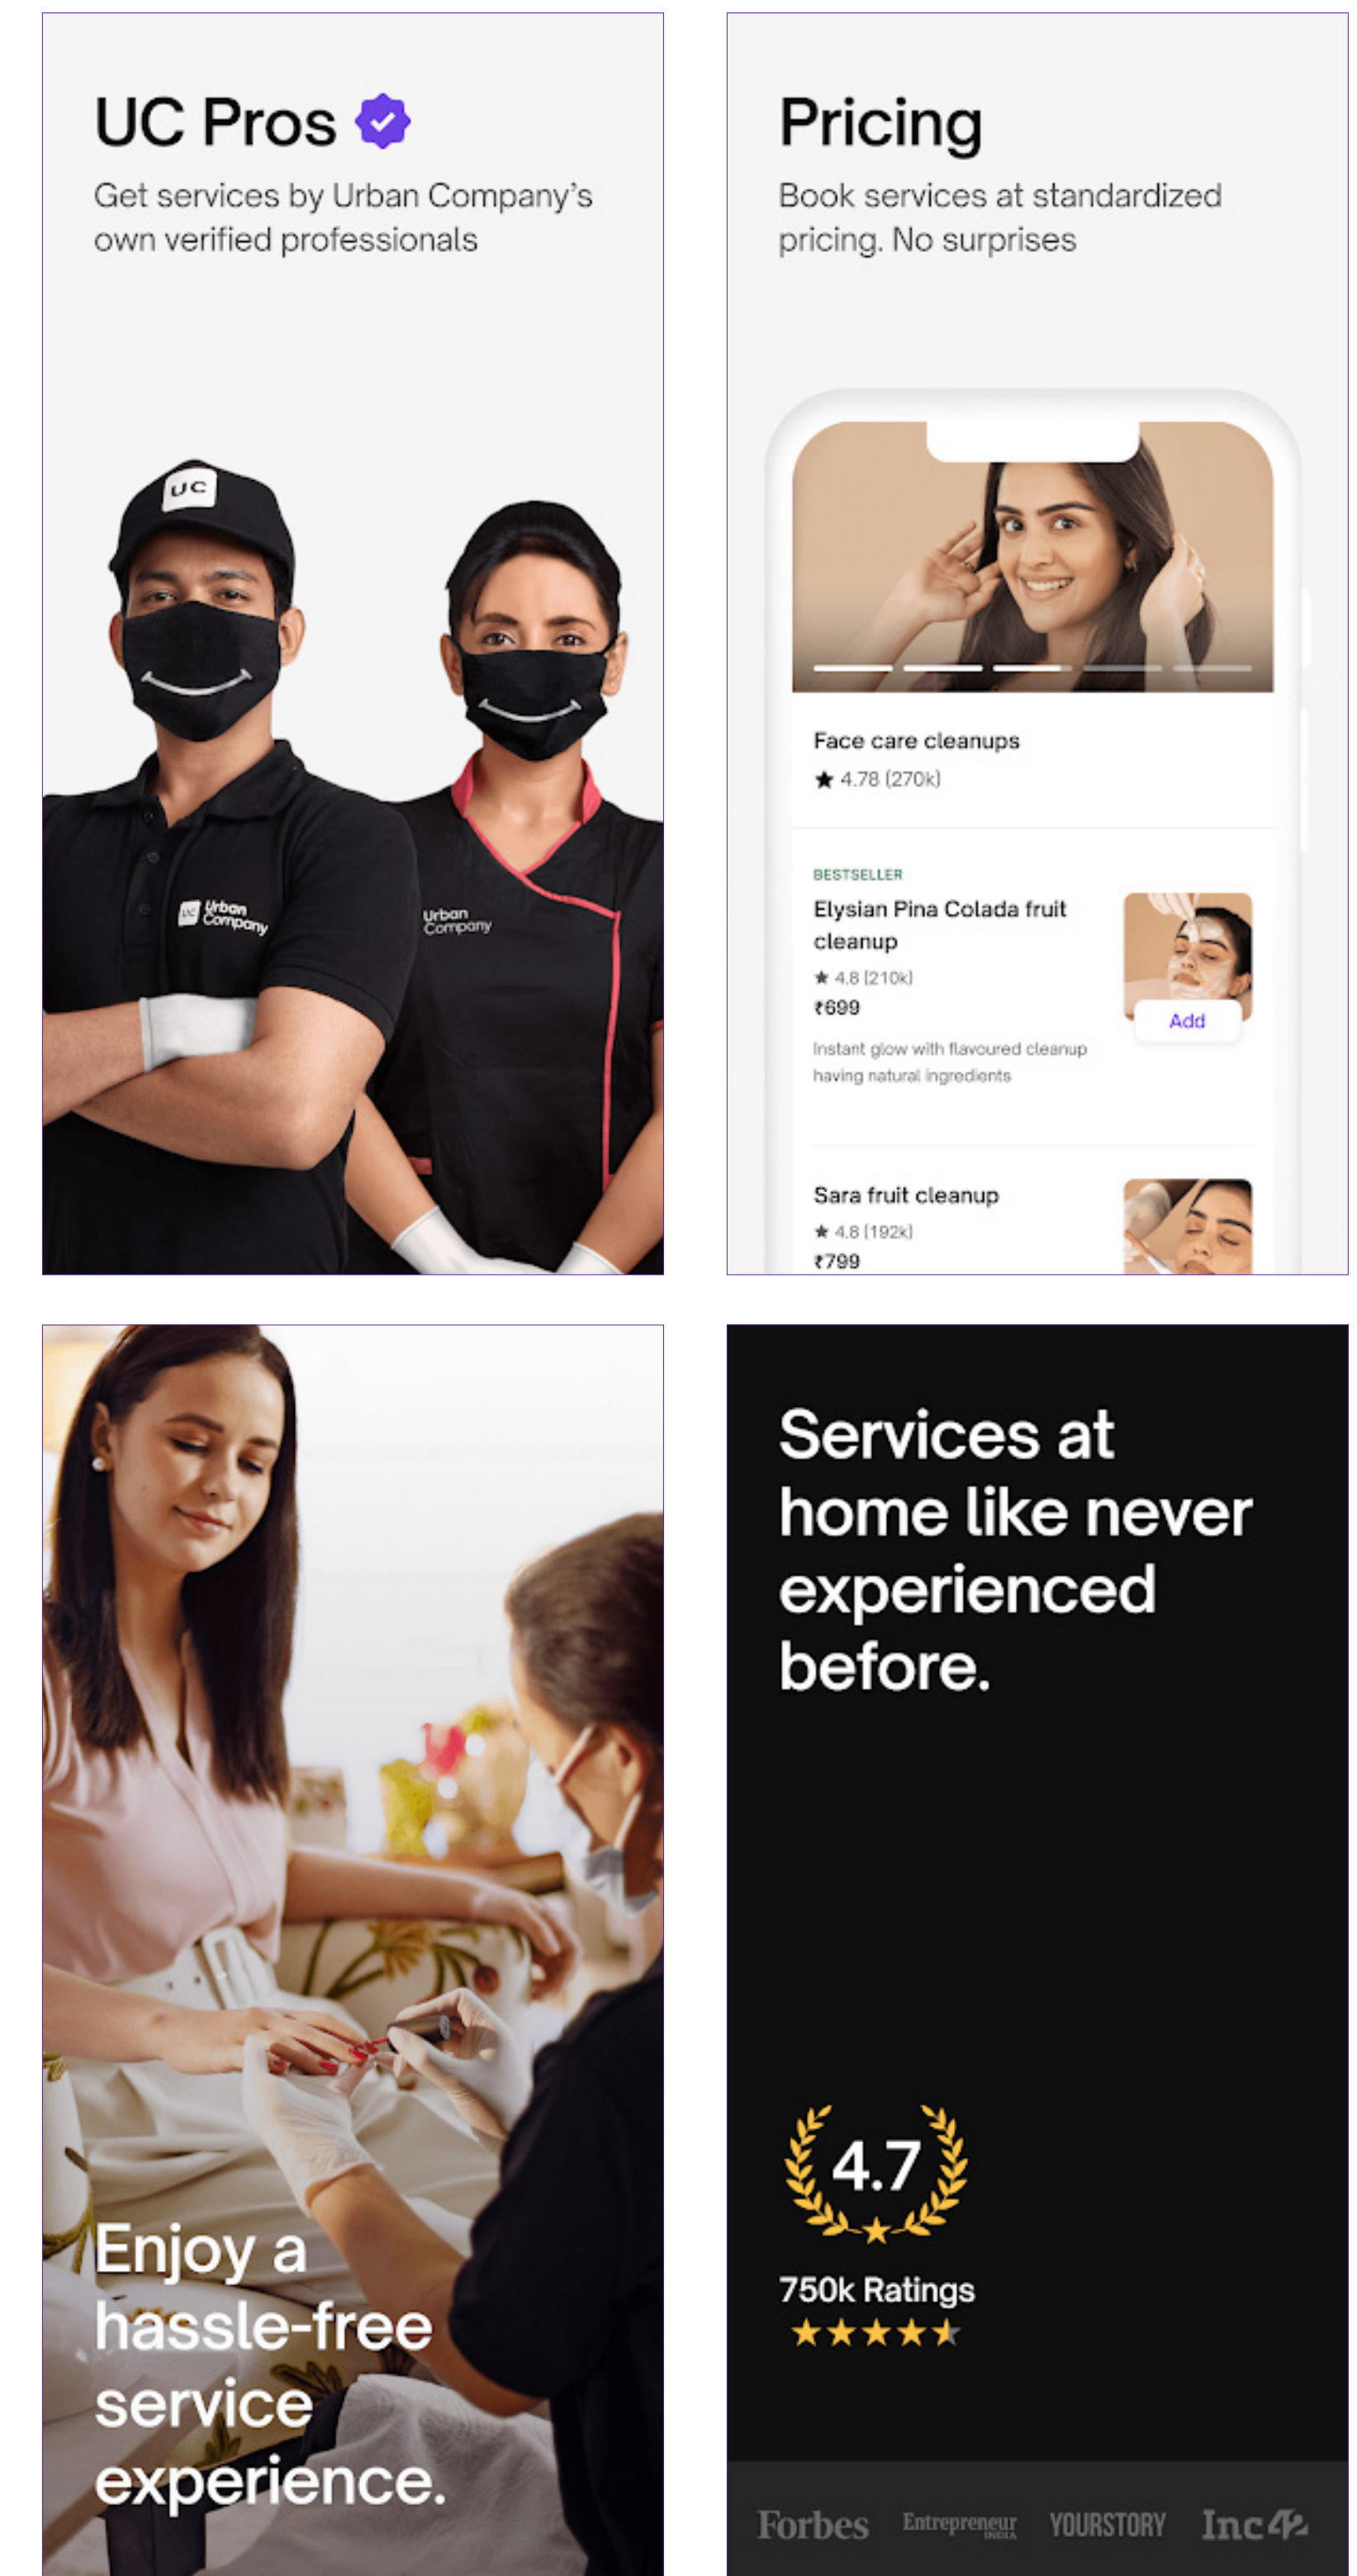 UC Pros
Get services by Urban Company's
own verified professionals
UC
UC Urban
Company
Urban
Company
Pricing
Book services at standardized
pricing. No surprises
Face care cleanups
★ 4.78 (270k)
BESTSELLER
Elysian Pina Colada fruit
cleanup
★ 4.8 (210k)
₹699
Add
Instant glow with flavoured cleanup
having natural ingredients
Sara fruit cleanup
★ 4.8 (192k)
₹799
Enjoy a
hassle-free
service
experience.
Services at
home like never
experienced
before.
4.7
750k Ratings
Forbes
Entrepreneur
INDIA
YOURSTORY
Inc42